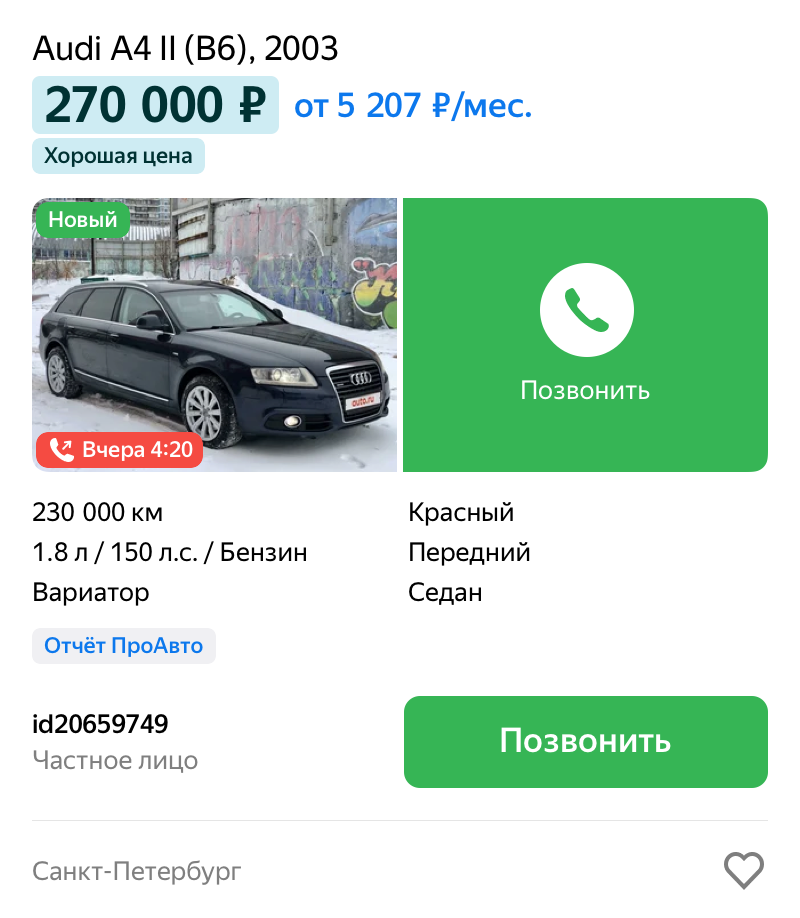 Audi A4 II (B6), 2003
270 000 ₽ от 5 207 ₽/мес.
Хорошая цена
Новый
auto.ru
Вчера 4:20
Позвонить
230 000 км
Красный
1.8 л / 150 л.с. / Бензин
Передний
Вариатор
Седан
Отчёт ПроАвто
id20659749
Частное лицо
Позвонить
Санкт-Петербург